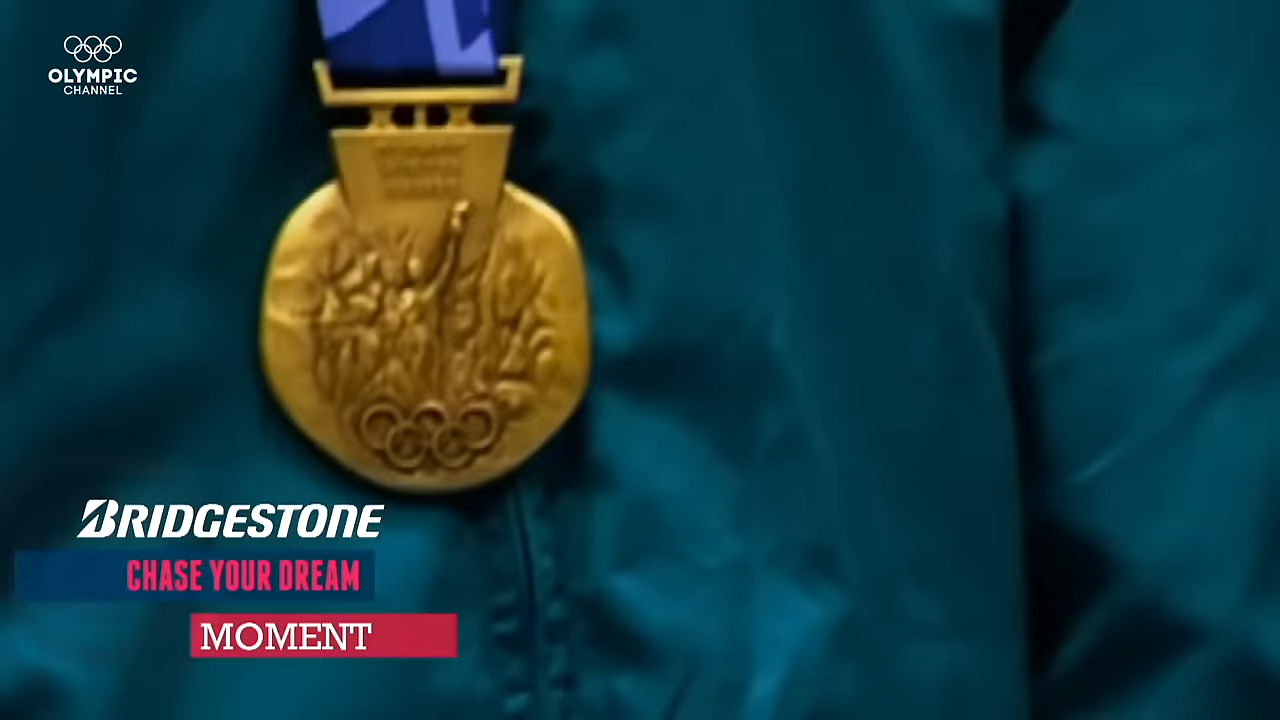 OLYMPIC
CHANNEL
BRIDGESTONE
CHASE YOUR DREAM
MOMENT